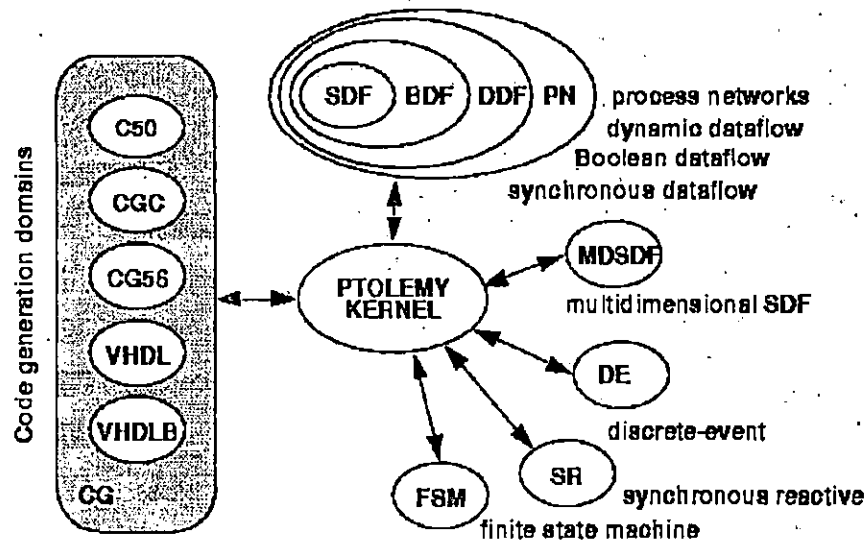 Code generation domains
C50
CGC
CG56
VHDL
VHDLB
CG
SDF BDF DDF PN
process networks
dynamic dataflow
Boolean dataflow
synchronous dataflow
PTOLEMY
KERNEL
MDSDF
multidimensional SDF
DE
discrete-event
SR
synchronous reactive
FSM
finite state machine